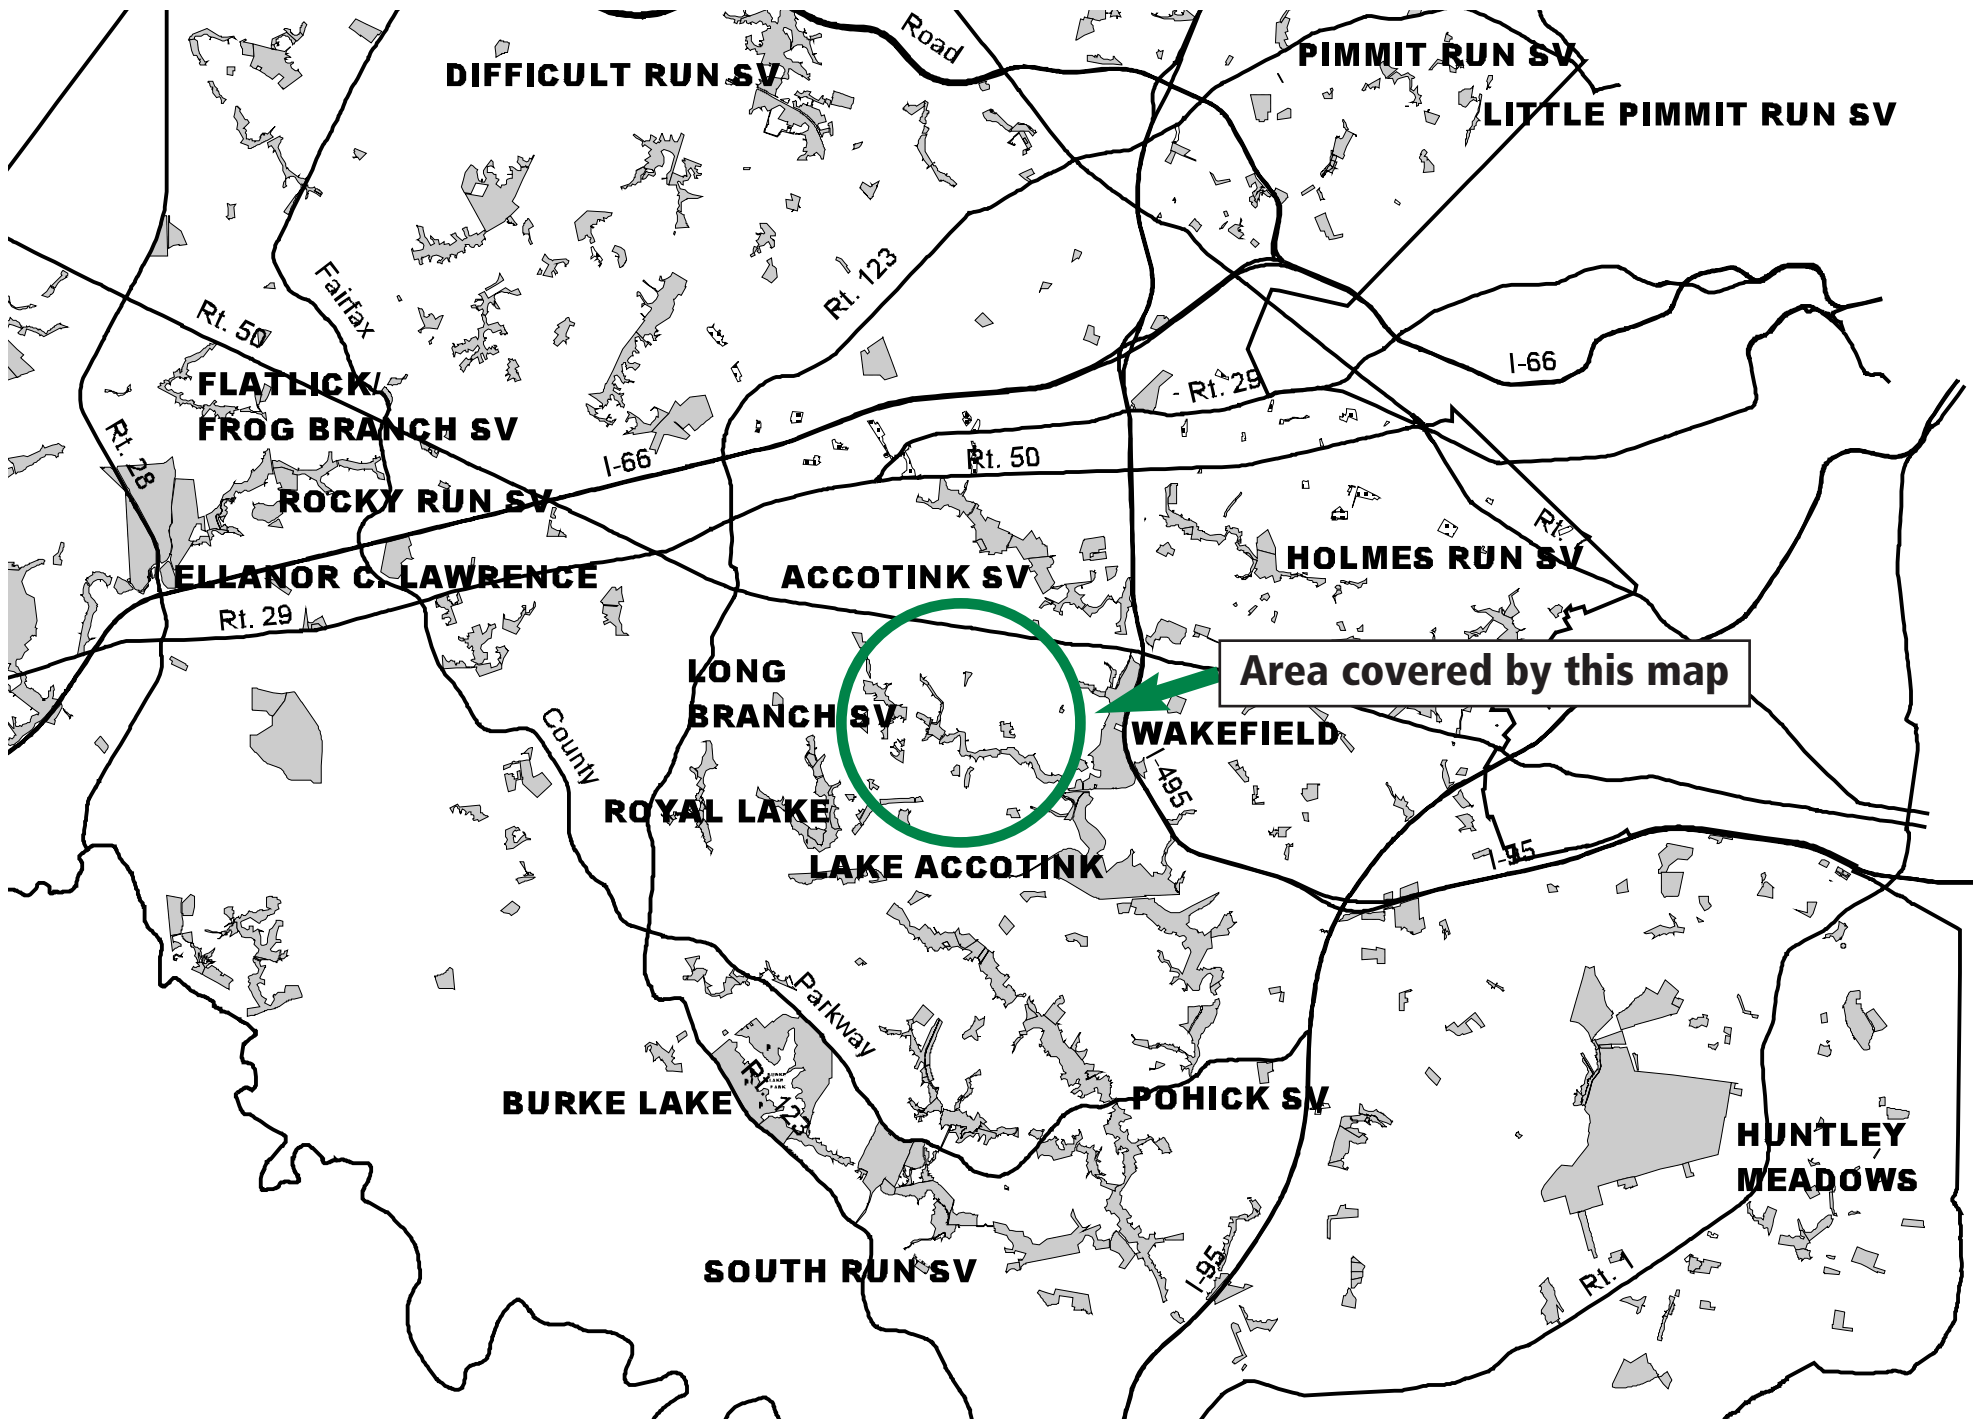 Road
DIFFICULT RUN SV
PIMMIT RUN SV
LITTLE PIMMIT RUN SV
Rt. 123
Fairfax
Rt. 50
I-66
Rt. 29
FLATLICK/
FROG BRANCH SV
Rt. 28
I-66
Rt. 50
ROCKY RUN SV
Rt.
HOLMES RUN SV
ELLANOR C. LAWRENCE
ACCOTINK SV
Rt. 29
Area covered by this map
LONG
BRANCH SV
County
WAKEFIELD
I-495
ROYAL LAKE
LAKE ACCOTINK
I-95
Parkway
BURKE
LAKE
PARK
Rt. 123
BURKE LAKE
POHICK SV
HUNTLEY
MEADOWS
SOUTH RUN SV
I-95
Rt. 1